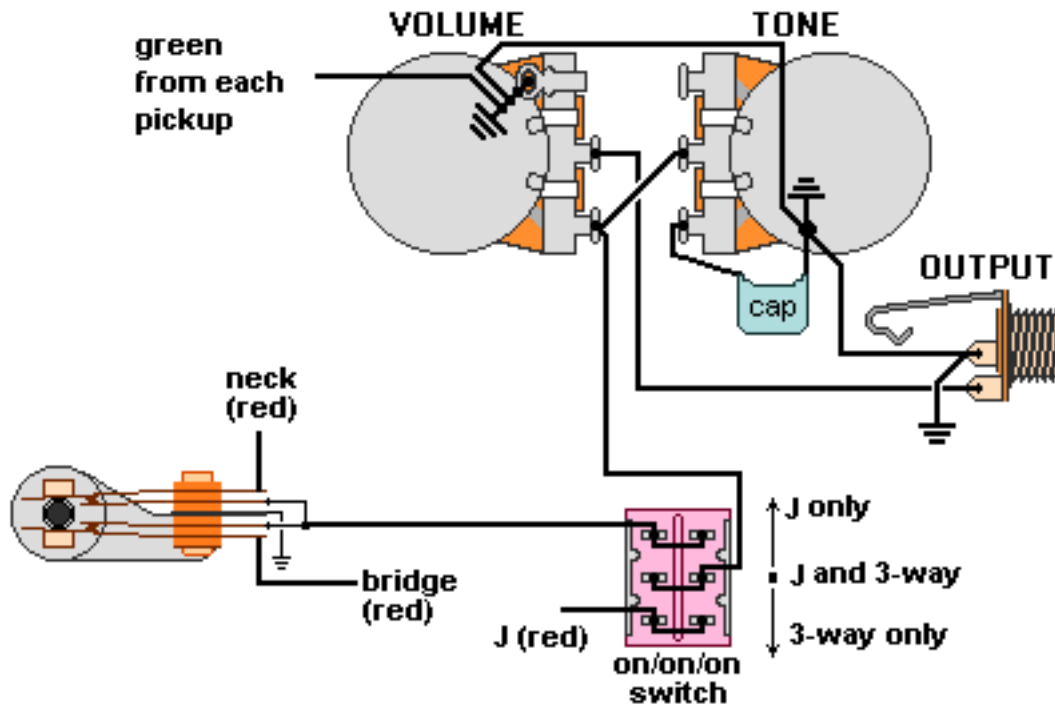 VOLUME
TONE
green
from each
pickup
cap
OUTPUT
neck
(red)
bridge
(red)
J (red)
on/on/on
switch
J only
J and 3-way
3-way only